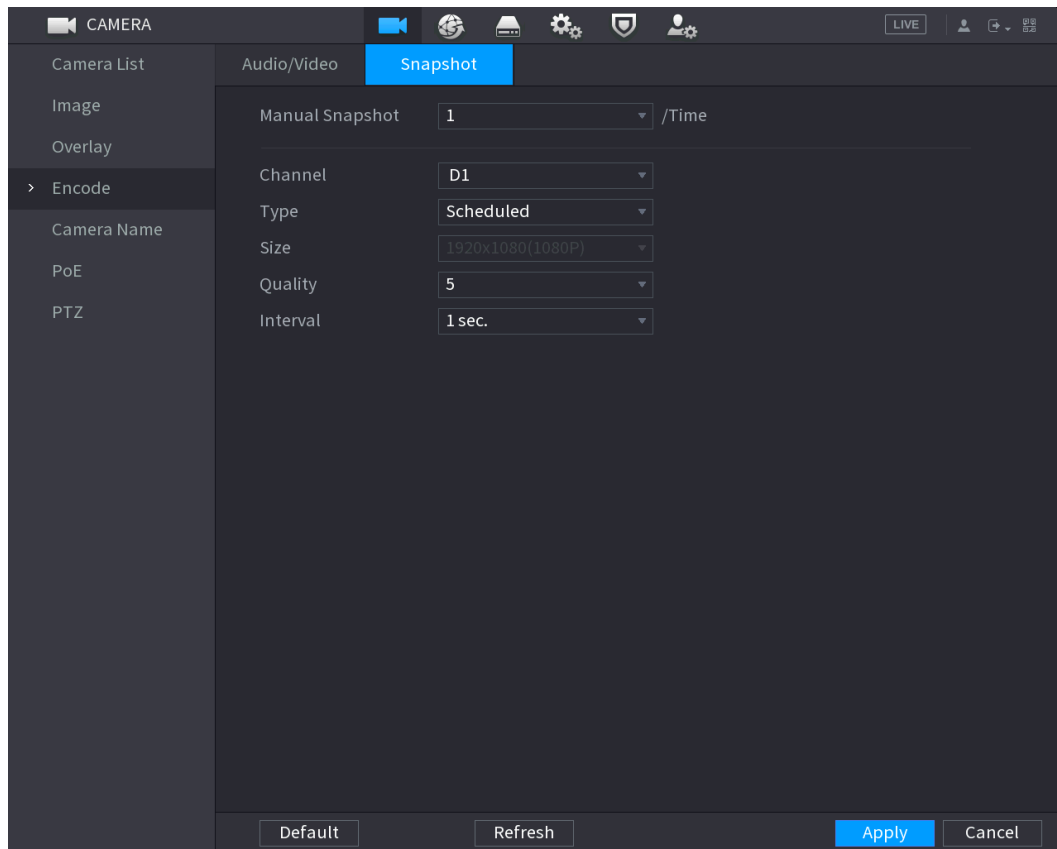 CAMERA LIVE
Camera List Audio/Video Snapshot
Image Manual Snapshot 1 /Time
Overlay
Channel D1
> Encode
Type Scheduled
Camera Name
Size 1920x1080(1080P)
PoE
Quality 5
PTZ
Interval 1 sec.
Default Refresh Apply Cancel